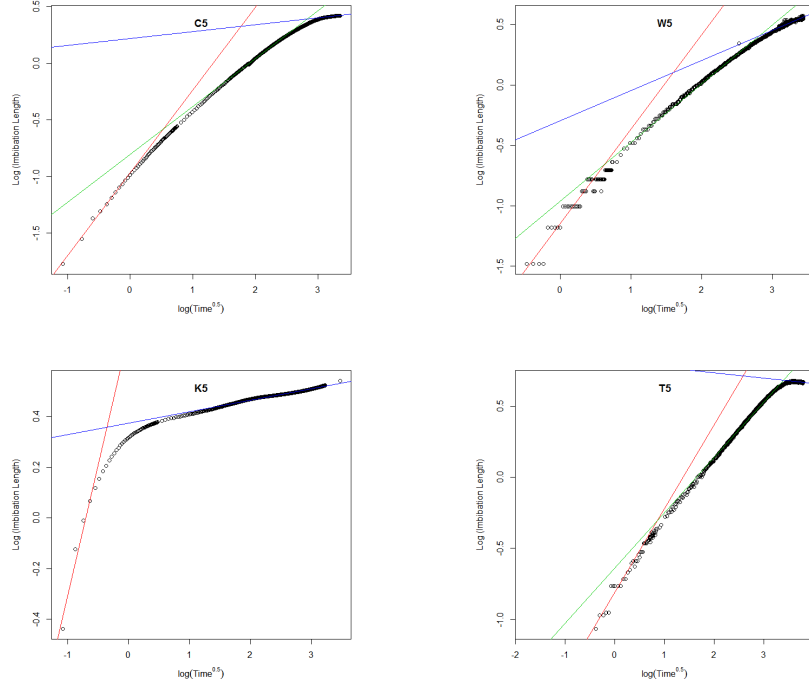 C5
Log (Imbibation Length)
0.5
0.0
-0.5
-1.0
-1.5
-1 0 1 2 3
log(Time^0.5)
W5
Log (Imbibation Length)
0.5
0.0
-0.5
-1.0
-1.5
0 1 2 3
log(Time^0.5)
K5
Log (Imbibation Length)
0.4
0.2
0.0
-0.2
-0.4
-1 0 1 2 3
log(Time^0.5)
T5
Log (Imbibation Length)
0.5
0.0
-0.5
-1.0
-2 -1 0 1 2 3
log(Time^0.5)